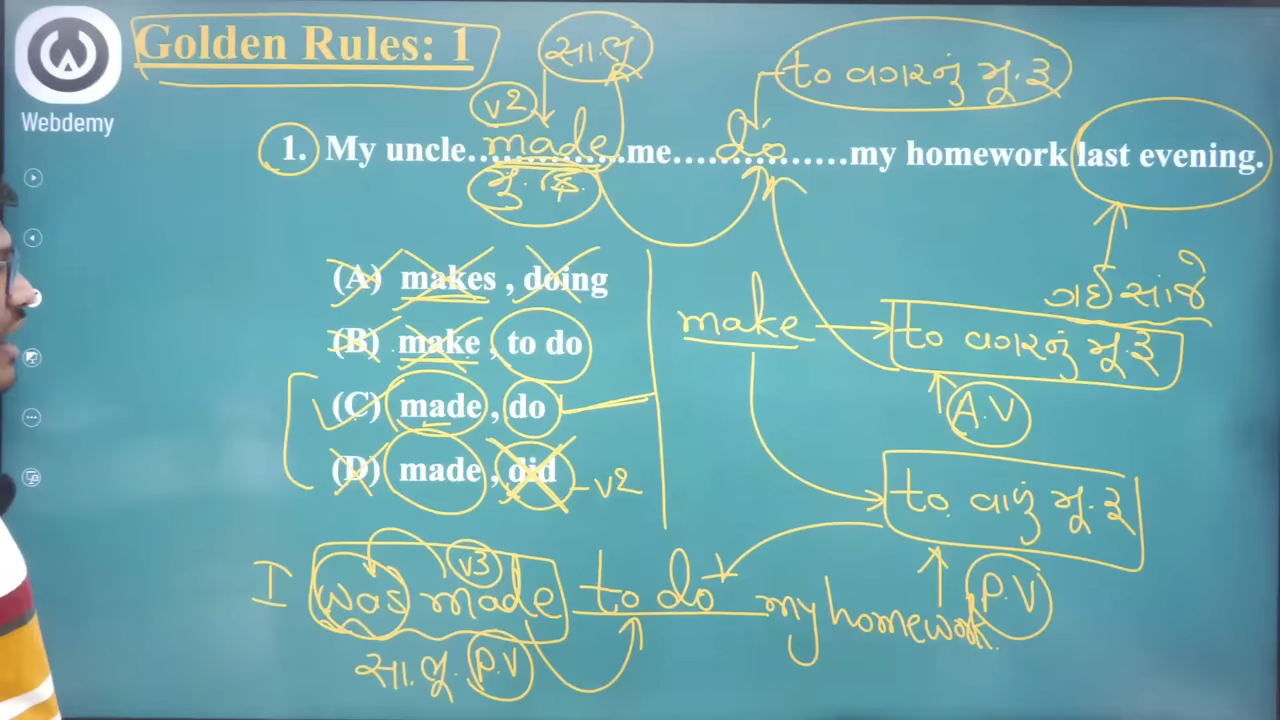 Golden Rules: 1
સા.ભૂ
to વગરનું મૂ.રૂ
Webdemy
v2
made do
1. My uncle..............me...............my homework last evening.
મુ. ક્રિ.
ગઈ સાંજે
(A) makes , doing
make to વગરનું મૂ.રૂ
(B) make , to do
A.V
(C) made , do
(D) made , did - v2
to વાળું મૂ.રૂ
v3
P.V
I was made to do my homework.
સા.ભૂ. P.V